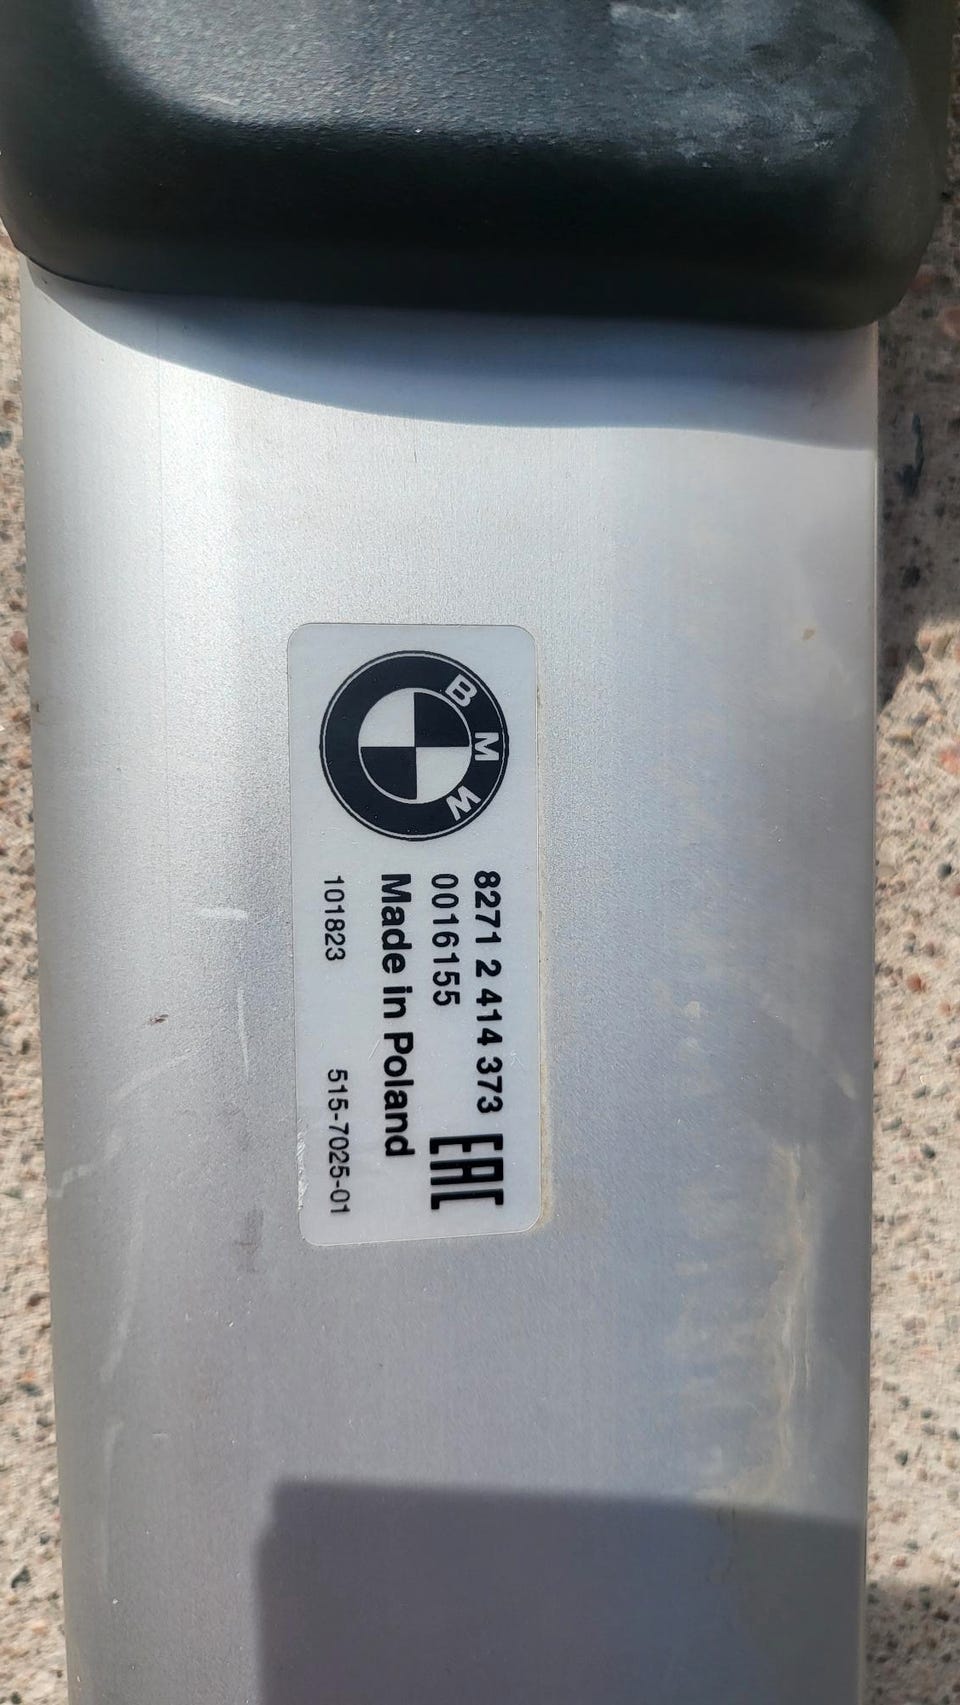 BMW
8271 2 414 373
0016155
EAC
Made in Poland
101823 515-7025-01